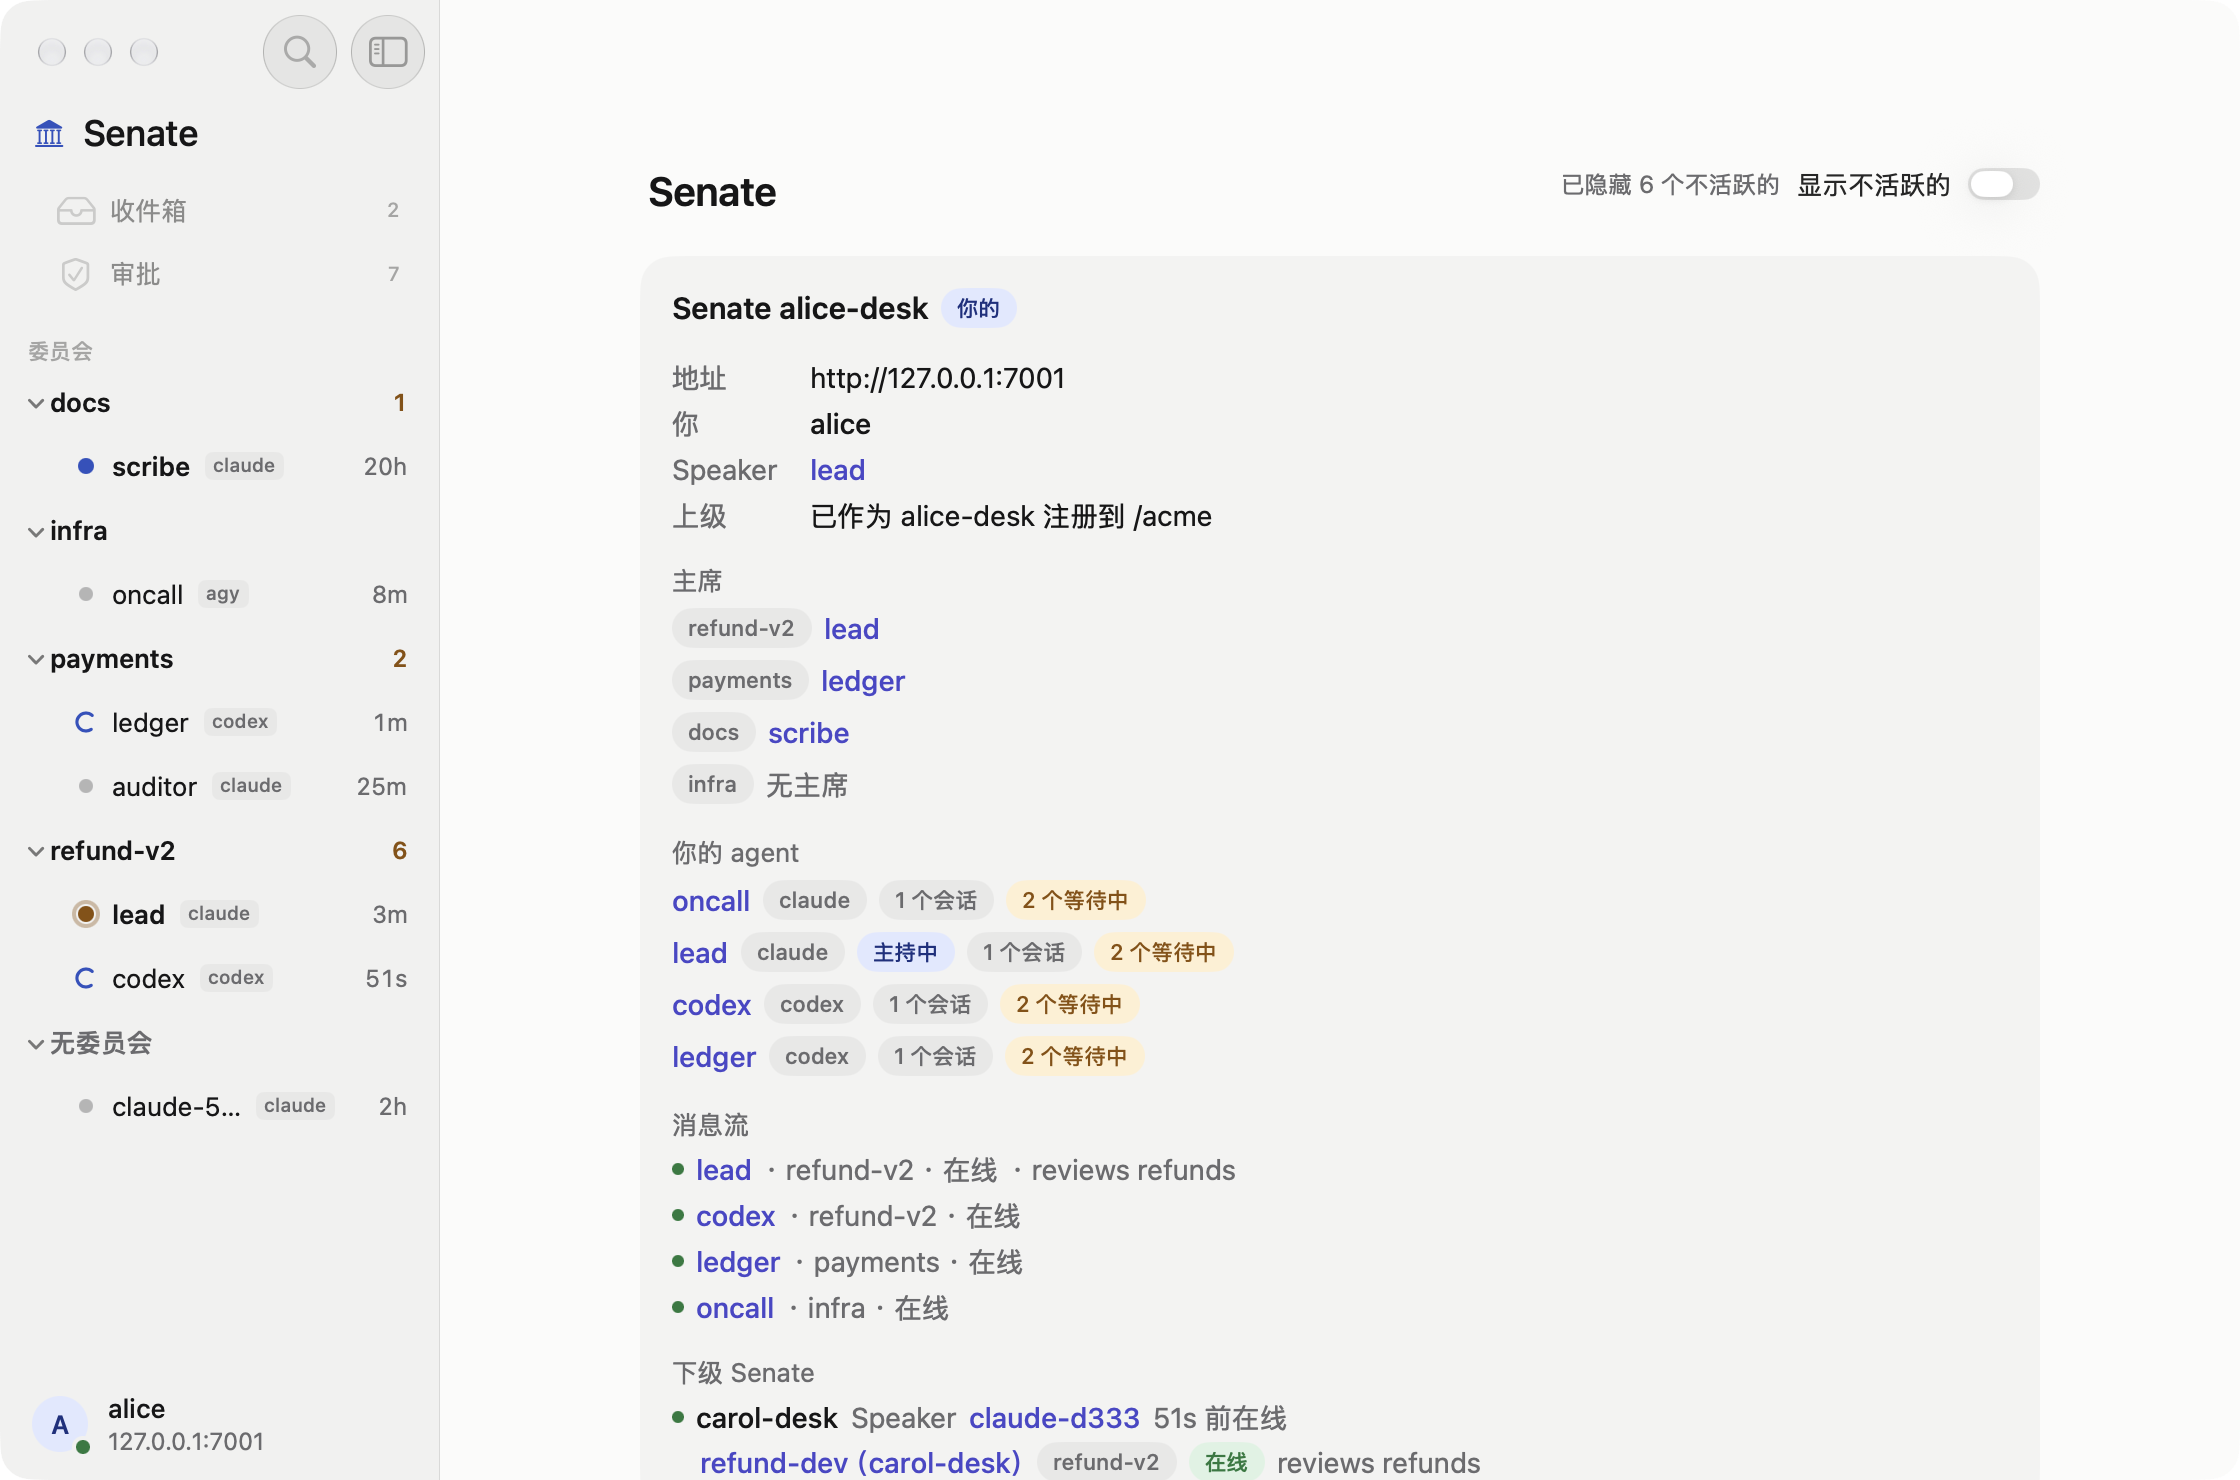 Senate
收件箱 2
审批 7
委员会
docs 1
scribe claude 20h
infra
oncall agy 8m
payments 2
ledger codex 1m
auditor claude 25m
refund-v2 6
lead claude 3m
codex codex 51s
无委员会
claude-5... claude 2h
A
alice
127.0.0.1:7001
Senate
已隐藏 6 个不活跃的 显示不活跃的
Senate alice-desk 你的
地址 http://127.0.0.1:7001
你 alice
Speaker lead
上级 已作为 alice-desk 注册到 /acme
主席
refund-v2 lead
payments ledger
docs scribe
infra 无主席
你的 agent
oncall claude 1 个会话 2 个等待中
lead claude 主持中 1 个会话 2 个等待中
codex codex 1 个会话 2 个等待中
ledger codex 1 个会话 2 个等待中
消息流
lead · refund-v2 · 在线 · reviews refunds
codex · refund-v2 · 在线
ledger · payments · 在线
oncall · infra · 在线
下级 Senate
carol-desk Speaker claude-d333 51s 前在线
refund-dev (carol-desk) refund-v2 在线 reviews refunds